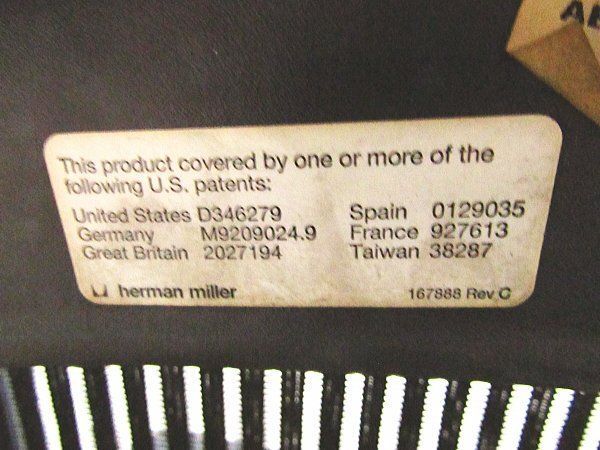 This product covered by one or more of the
following U.S. patents:
United States D346279 Spain 0129035
Germany M9209024.9 France 927613
Great Britain 2027194 Taiwan 38287
herman miller 167888 Rev C